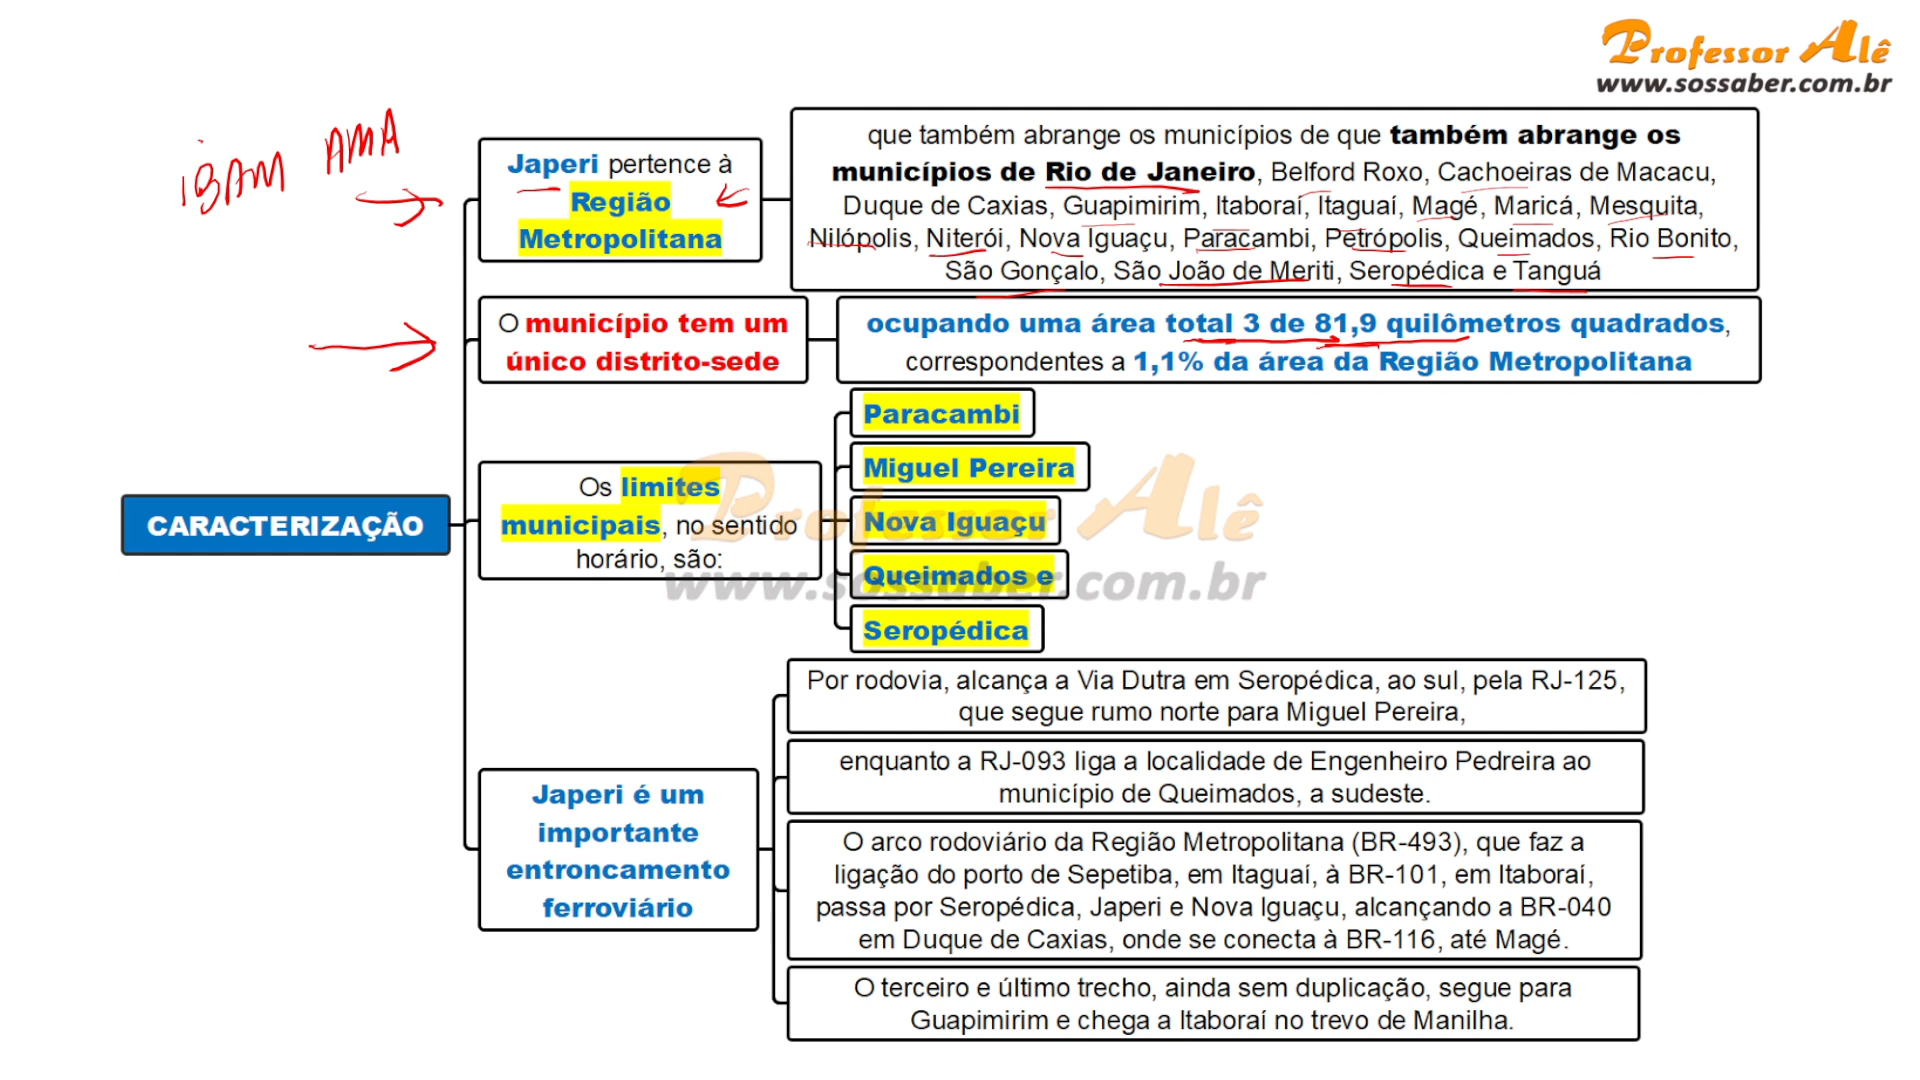 Professor Alê
www.sossaber.com.br
IBAM AMA
Japeri pertence à
Região
Metropolitana
que também abrange os municípios de que também abrange os
municípios de Rio de Janeiro, Belford Roxo, Cachoeiras de Macacu,
Duque de Caxias, Guapimirim, Itaboraí, Itaguaí, Magé, Maricá, Mesquita,
Nilópolis, Niterói, Nova Iguaçu, Paracambi, Petrópolis, Queimados, Rio Bonito,
São Gonçalo, São João de Meriti, Seropédica e Tanguá
O município tem um
único distrito-sede
ocupando uma área total 3 de 81,9 quilômetros quadrados,
correspondentes a 1,1% da área da Região Metropolitana
CARACTERIZAÇÃO
Os limites
municipais, no sentido
horário, são:
Paracambi
Miguel Pereira
Nova Iguaçu
Queimados e
Seropédica
Professor Alê
www.sossaber.com.br
Japeri é um
importante
entroncamento
ferroviário
Por rodovia, alcança a Via Dutra em Seropédica, ao sul, pela RJ-125,
que segue rumo norte para Miguel Pereira,
enquanto a RJ-093 liga a localidade de Engenheiro Pedreira ao
município de Queimados, a sudeste.
O arco rodoviário da Região Metropolitana (BR-493), que faz a
ligação do porto de Sepetiba, em Itaguaí, à BR-101, em Itaboraí,
passa por Seropédica, Japeri e Nova Iguaçu, alcançando a BR-040
em Duque de Caxias, onde se conecta à BR-116, até Magé.
O terceiro e último trecho, ainda sem duplicação, segue para
Guapimirim e chega a Itaboraí no trevo de Manilha.